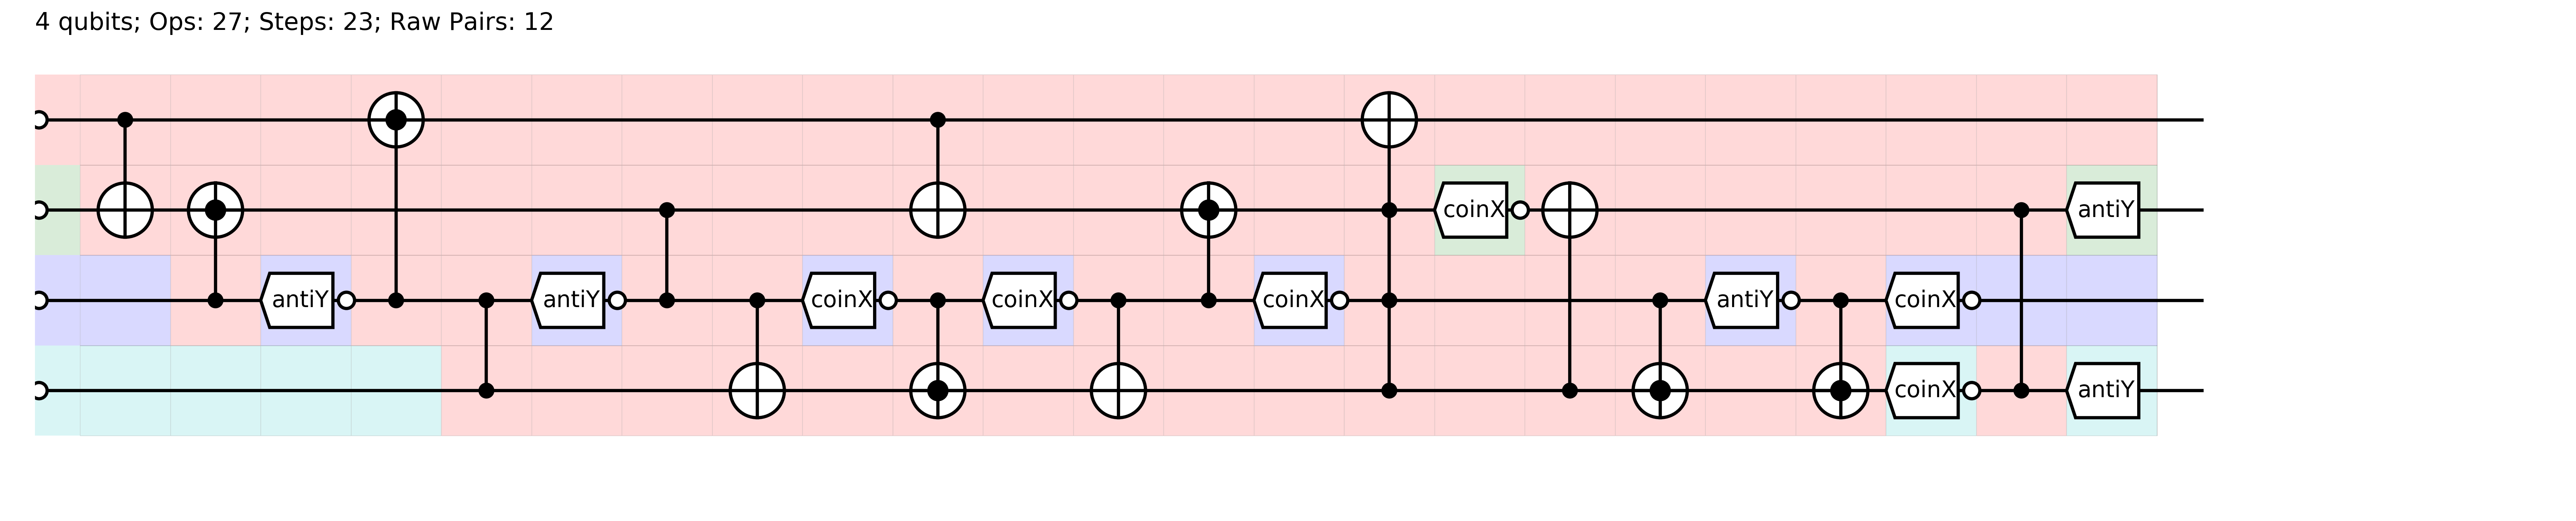 4 qubits; Ops: 27; Steps: 23; Raw Pairs: 12
coinX antiY
antiY antiY coinX coinX coinX antiY coinX
coinX antiY